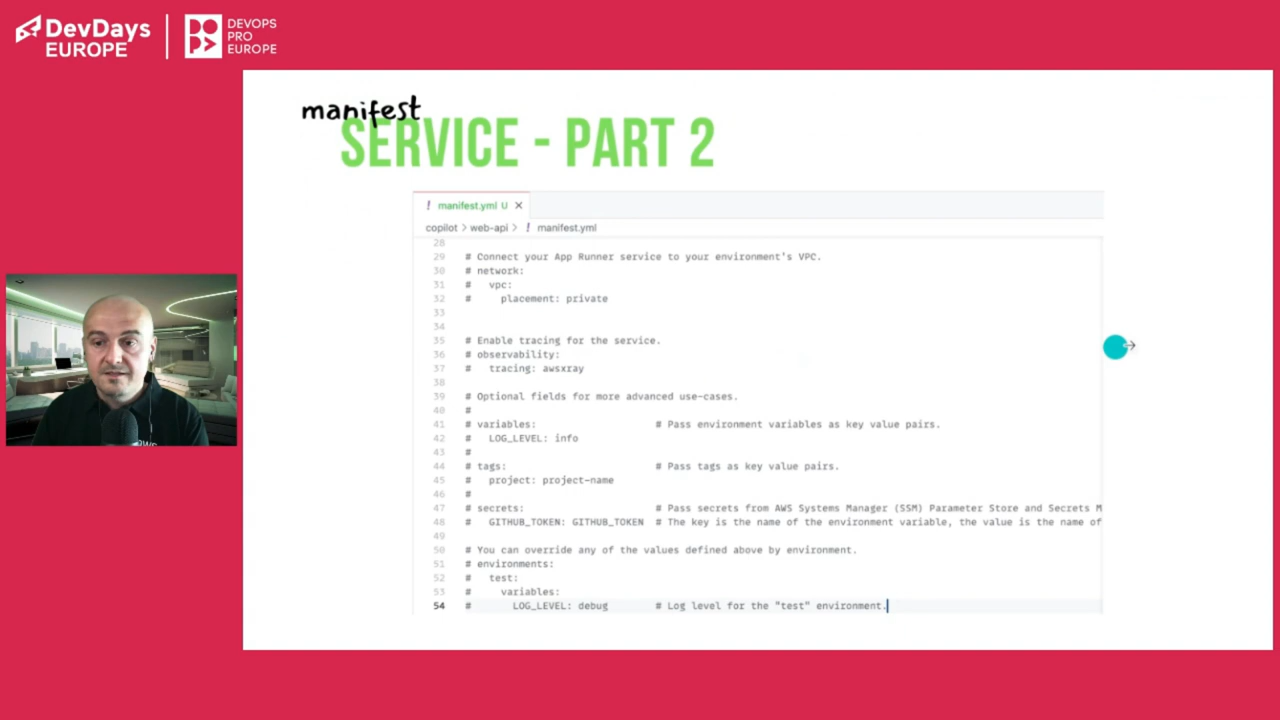 DevDays
EUROPE
DEVOPS
PRO
EUROPE
manifest
SERVICE - PART 2
! manifest.yml U ×
copilot > web-api > ! manifest.yml
28
29 # Connect your App Runner service to your environment's VPC.
30 # network:
31 #   vpc:
32 #     placement: private
33
34
35 # Enable tracing for the service.
36 # observability:
37 #   tracing: awsxray
38
39 # Optional fields for more advanced use-cases.
40 #
41 # variables:                    # Pass environment variables as key value pairs.
42 #   LOG_LEVEL: info
43 #
44 # tags:                         # Pass tags as key value pairs.
45 #   project: project-name
46 #
47 # secrets:                      # Pass secrets from AWS Systems Manager (SSM) Parameter Store and Secrets M
48 #   GITHUB_TOKEN: GITHUB_TOKEN  # The key is the name of the environment variable, the value is the name of
49
50 # You can override any of the values defined above by environment.
51 # environments:
52 #   test:
53 #     variables:
54 #       LOG_LEVEL: debug        # Log level for the "test" environment.